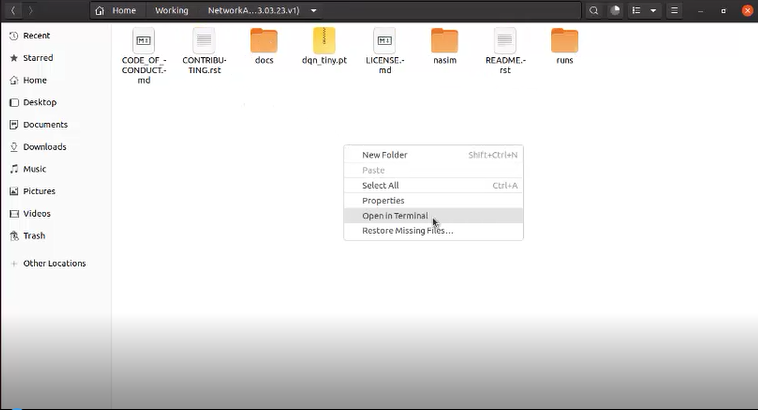 Home
Working
NetworkA...3.03.23.v1)
Recent
Starred
Home
Desktop
Documents
Downloads
Music
Pictures
Videos
Trash
Other Locations
CODE_OF_-
CONDUCT.-
md
CONTRIBU-
TING.rst
docs
dqn_tiny.pt
LICENSE.-
md
nasim
README.-
rst
runs
New Folder Shift+Ctrl+N
Paste
Select All Ctrl+A
Properties
Open in Terminal
Restore Missing Files...